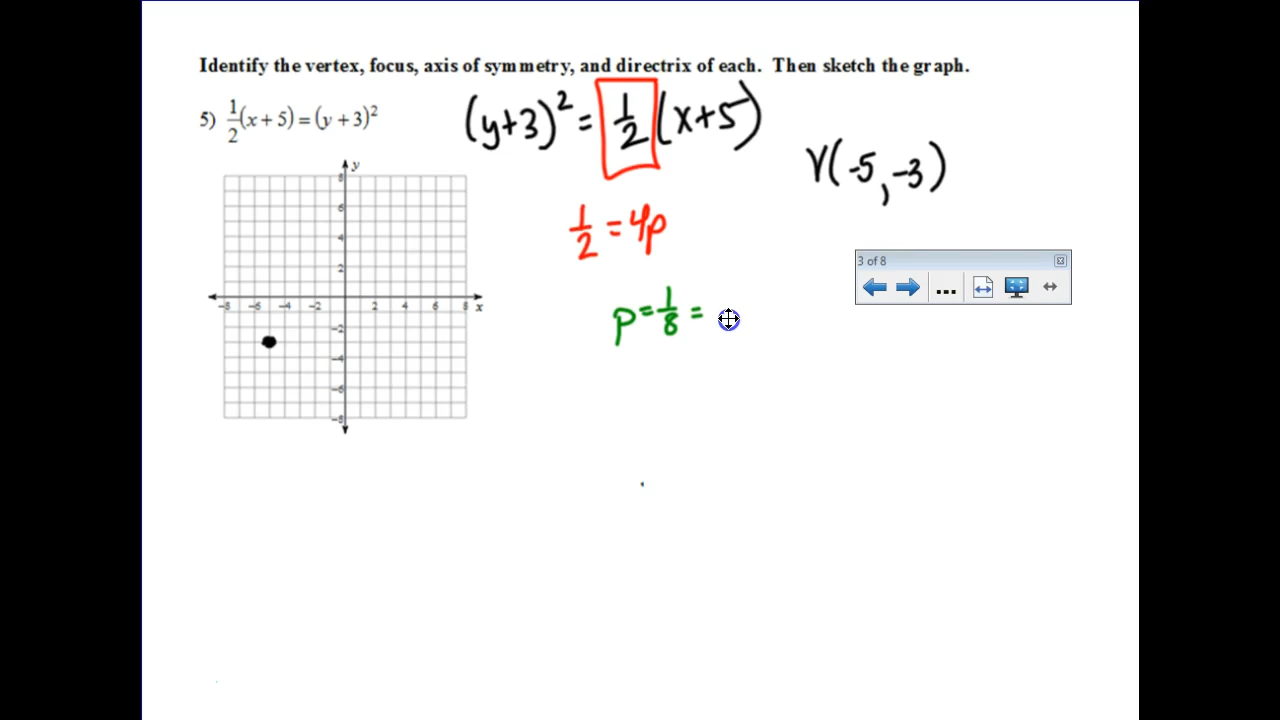 Identify the vertex, focus, axis of symmetry, and directrix of each. Then sketch the graph.
5) 1/2(x + 5) = (y + 3)²
(y+3)² = 1/2 (x+5)
V(-5, -3)
1/2 = 4p
p = 1/8 =
3 of 8
...
y
8
6
4
2
-8 -6 -4 -2 2 4 6 8 x
-2
-4
-6
-8